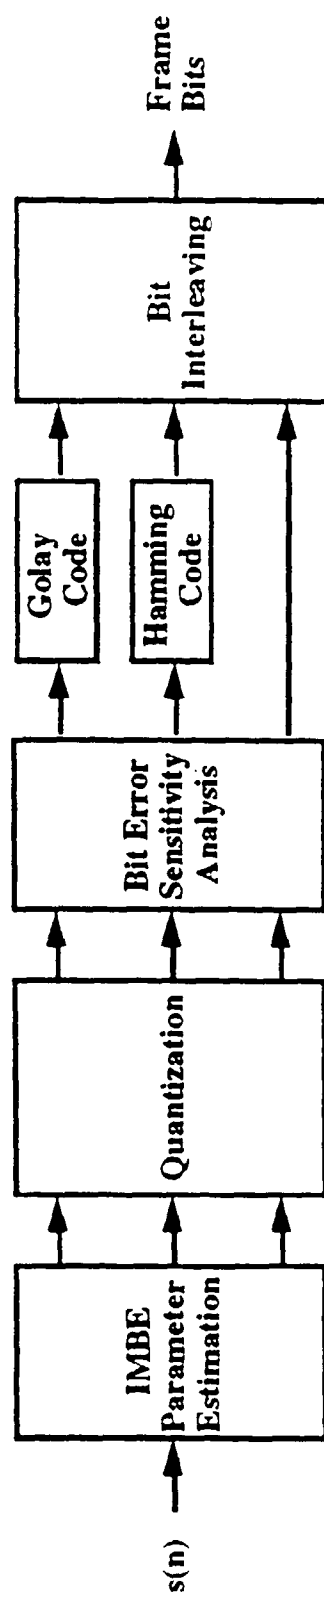 s(n)
IMBE
Parameter
Estimation
Quantization
Bit Error
Sensitivity
Analysis
Golay
Code
Hamming
Code
Bit
Interleaving
Frame
Bits